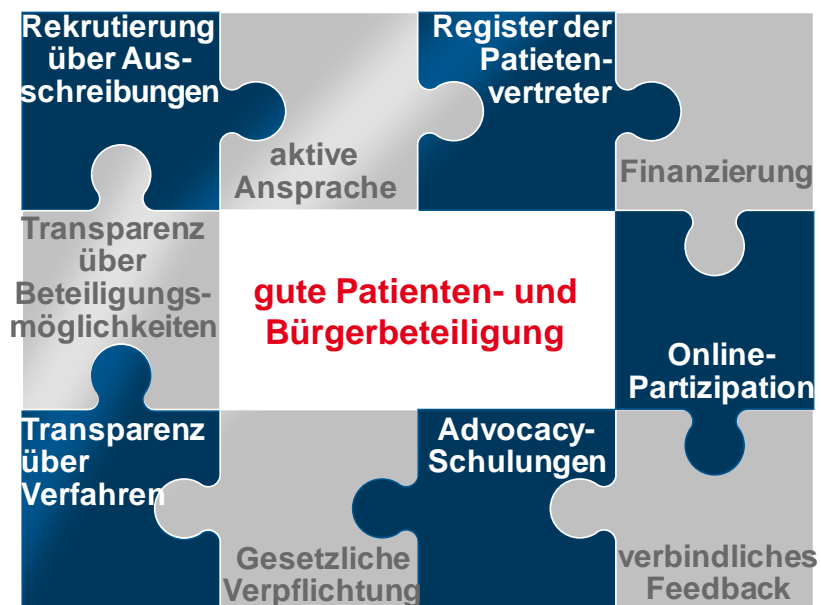 Rekrutierung
über Aus-
schreibungen
aktive
Ansprache
Register der
Patieten-
vertreter
Finanzierung
Transparenz
über
Beteiligungs-
möglichkeiten
gute Patienten- und
Bürgerbeteiligung
Online-
Partizipation
Transparenz
über
Verfahren
Gesetzliche
Verpflichtung
Advocacy-
Schulungen
verbindliches
Feedback